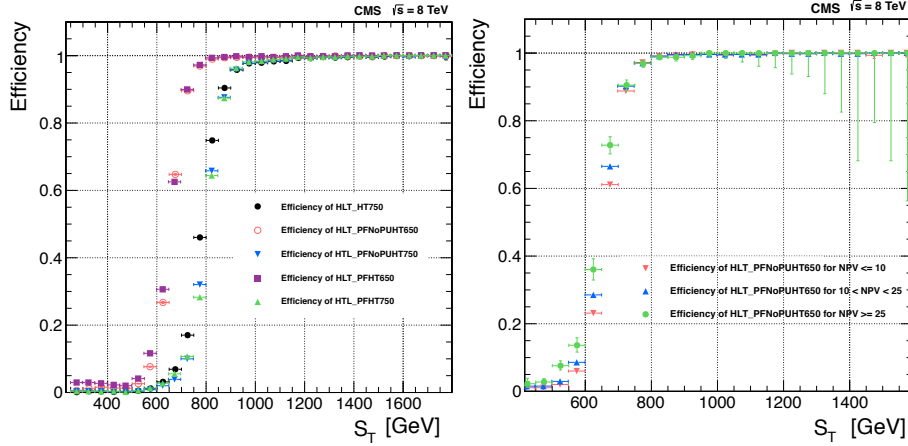 CMS √s = 8 TeV
Efficiency
1
0.8
0.6
0.4
0.2
0
Efficiency of HLT_HT750
Efficiency of HLT_PFNoPUHT650
Efficiency of HTL_PFNoPUHT750
Efficiency of HLT_PFHT650
Efficiency of HTL_PFHT750
400 600 800 1000 1200 1400 1600
S_T [GeV]
CMS √s = 8 TeV
Efficiency
1
0.8
0.6
0.4
0.2
0
Efficiency of HLT_PFNoPUHT650 for NPV <= 10
Efficiency of HLT_PFNoPUHT650 for 10 < NPV < 25
Efficiency of HLT_PFNoPUHT650 for NPV >= 25
600 800 1000 1200 1400
S_T [GeV]